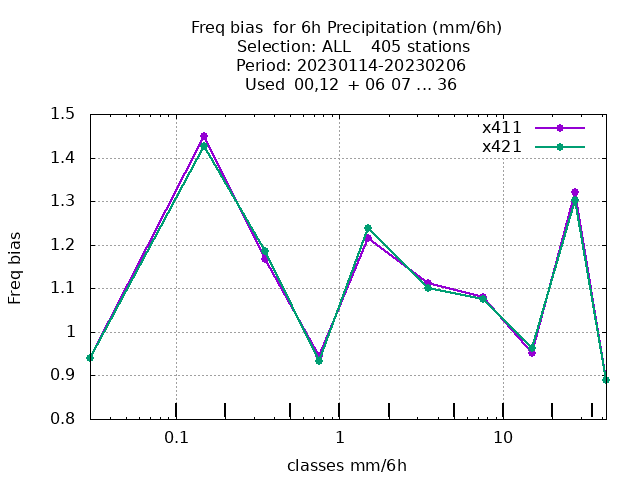 Freq bias  for 6h Precipitation (mm/6h)
Selection: ALL    405 stations
Period: 20230114-20230206
Used  00,12  + 06 07 ... 36
x411
x421
1.5
1.4
1.3
1.2
1.1
1
0.9
0.8
Freq bias
0.1
1
10
classes mm/6h